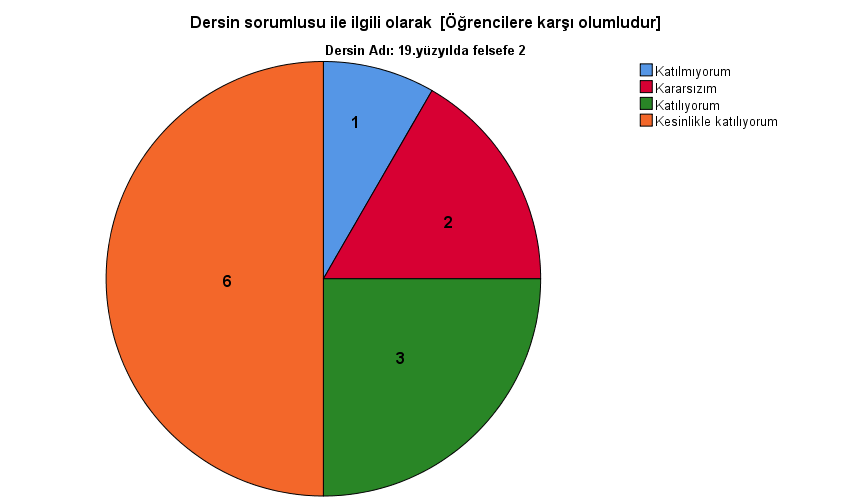 Dersin sorumlusu ile ilgili olarak [Öğrencilere karşı olumludur]
Dersin Adı: 19.yüzyılda felsefe 2
Katılmıyorum
Kararsızım
Katılıyorum
Kesinlikle katılıyorum
1
2
6
3